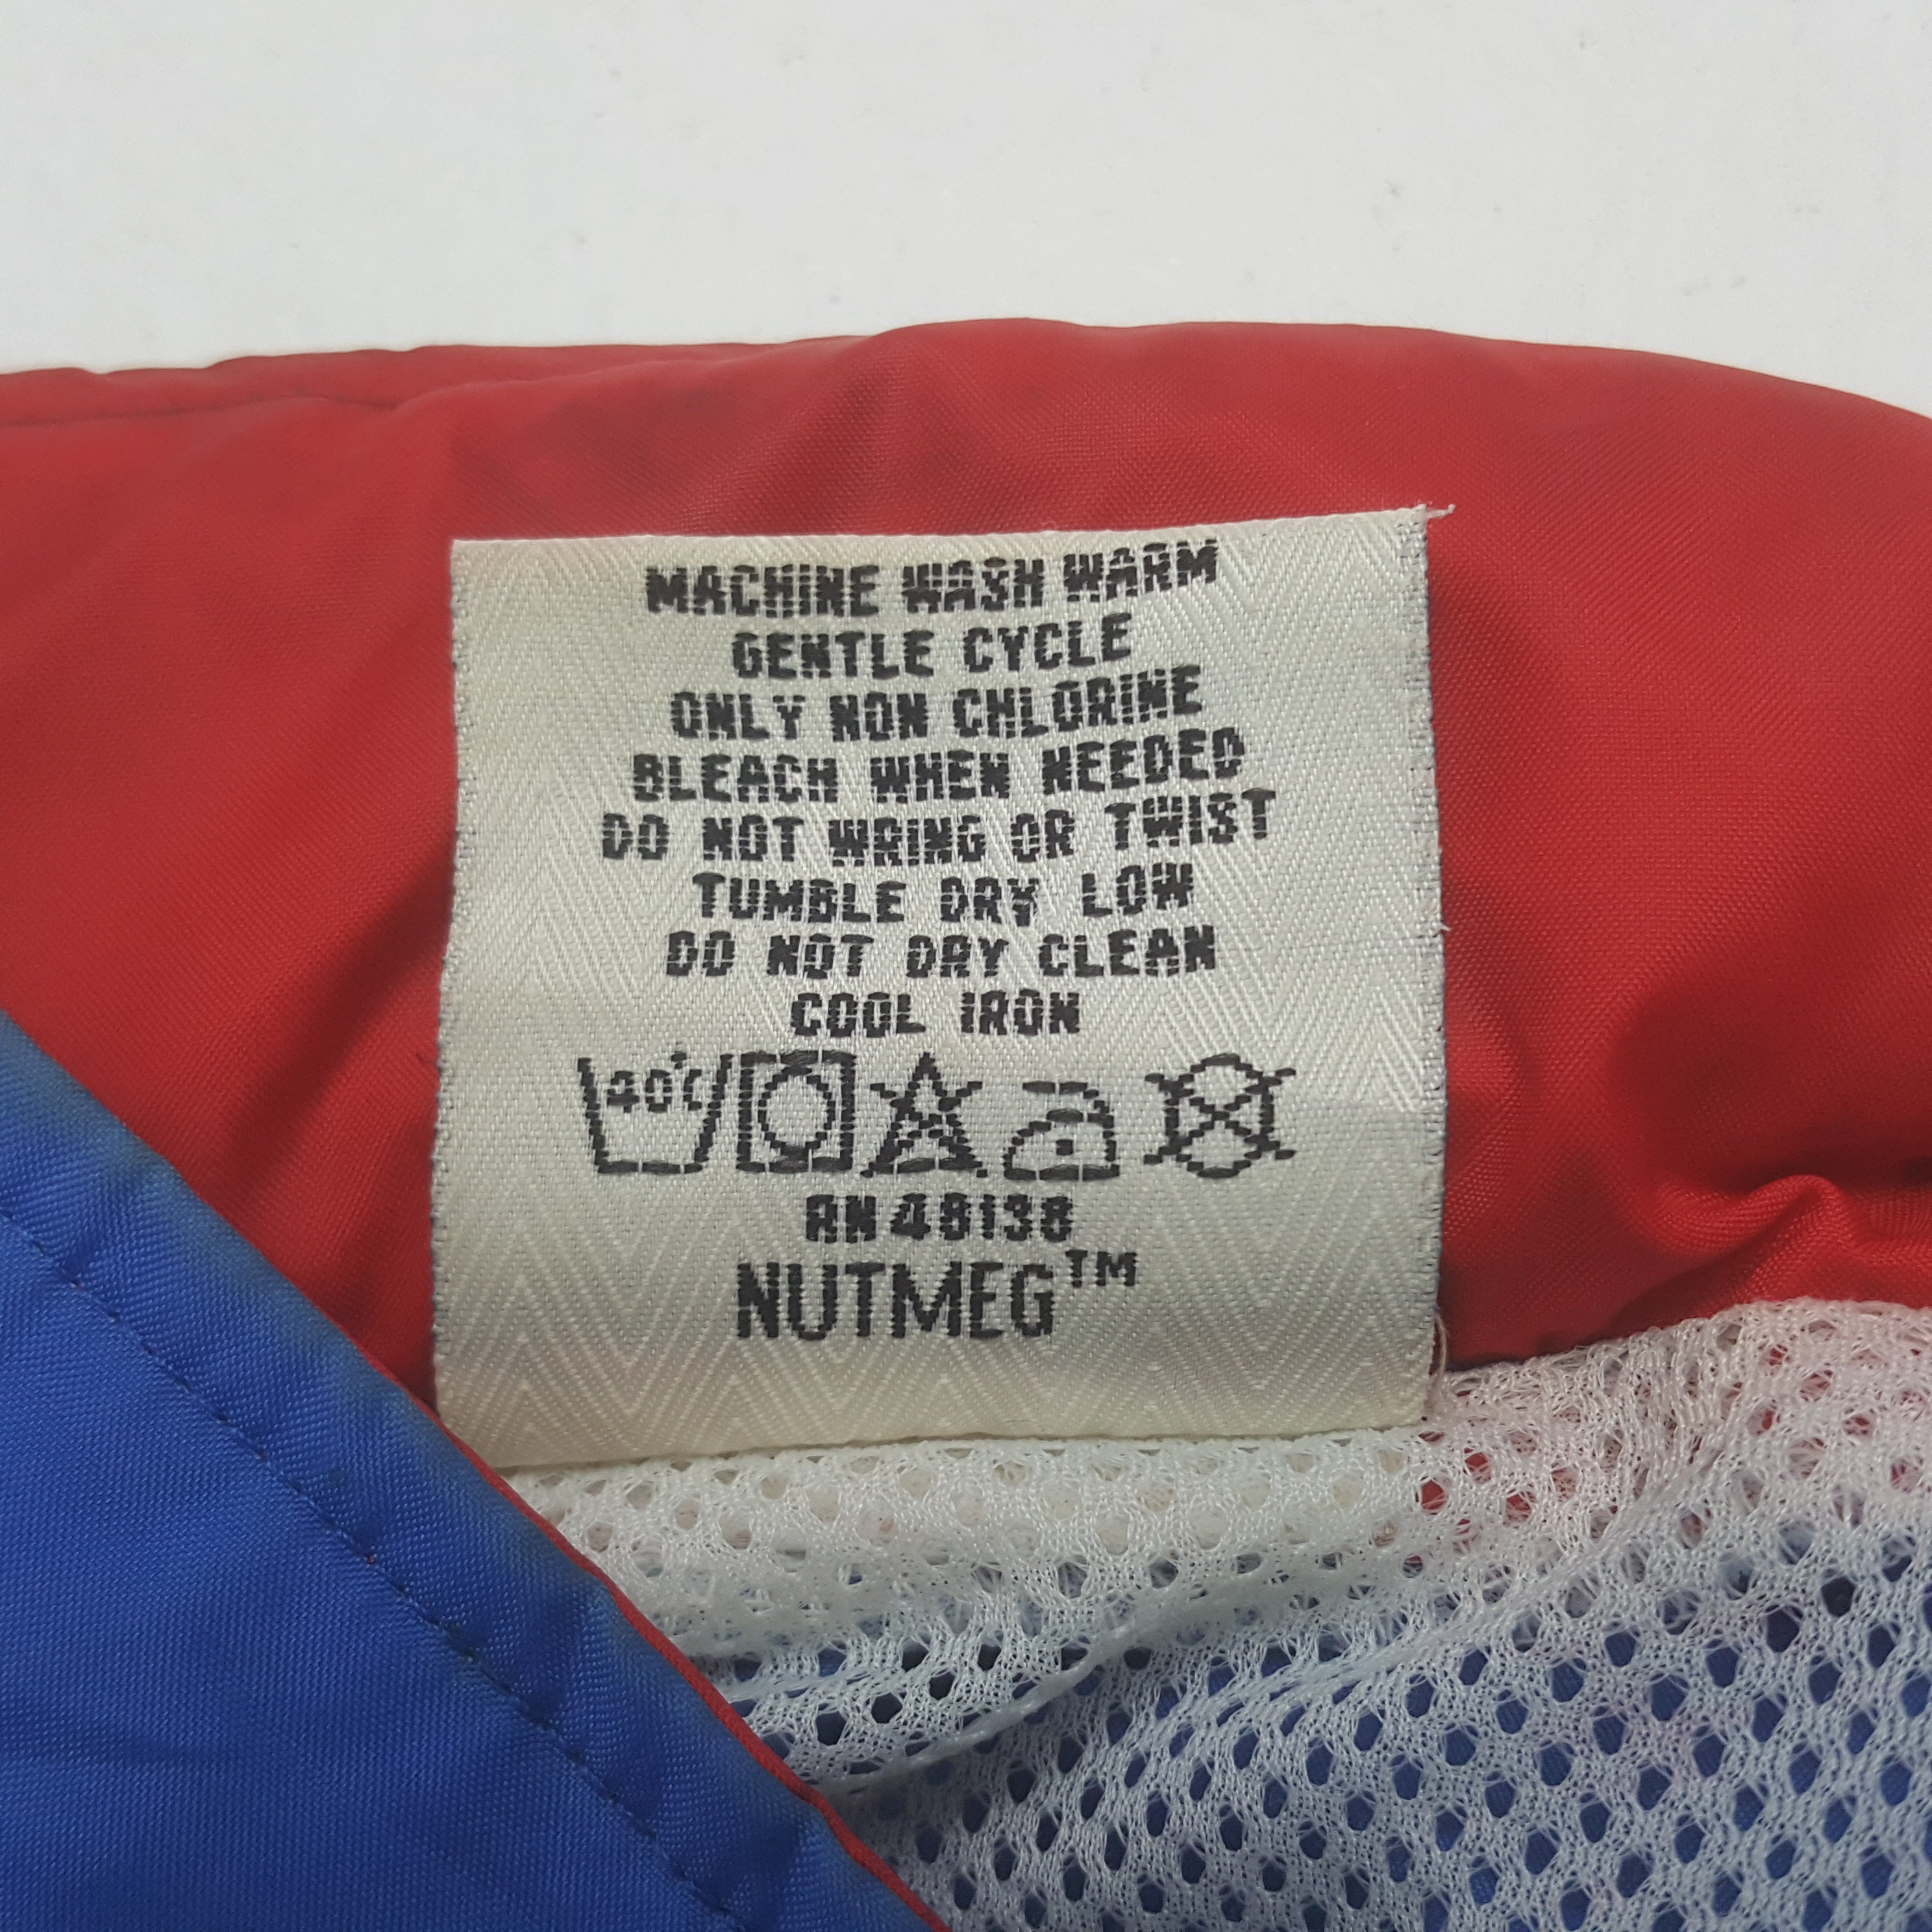 MACHINE WASH WARM
GENTLE CYCLE
ONLY NON CHLORINE
BLEACH WHEN NEEDED
DO NOT WRING OR TWIST
TUMBLE DRY LOW
DO NOT DRY CLEAN
COOL IRON
40°C
RN 48138
NUTMEG™